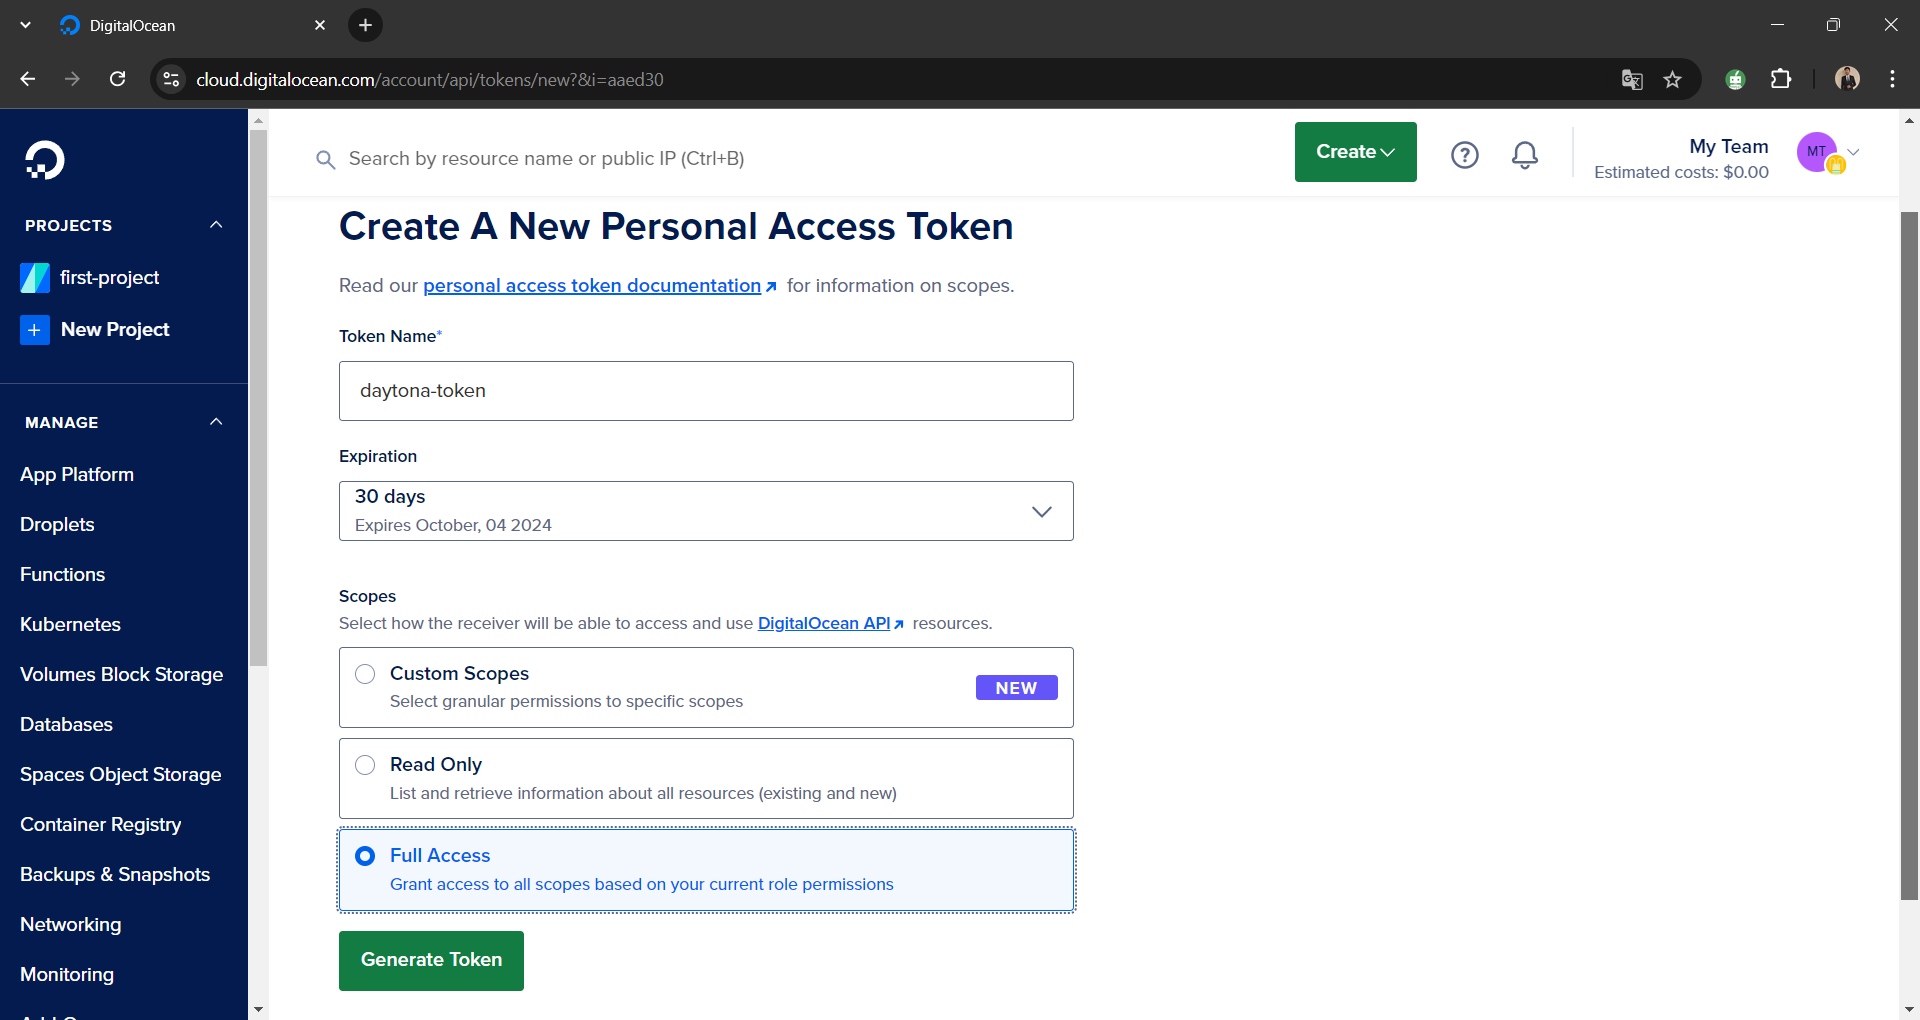 DigitalOcean
cloud.digitalocean.com/account/api/tokens/new?&i=aaed30
Search by resource name or public IP (Ctrl+B)
Create
My Team
Estimated costs: $0.00
MT
PROJECTS
first-project
New Project
MANAGE
App Platform
Droplets
Functions
Kubernetes
Volumes Block Storage
Databases
Spaces Object Storage
Container Registry
Backups & Snapshots
Networking
Monitoring
Create A New Personal Access Token
Read our personal access token documentation for information on scopes.
Token Name*
daytona-token
Expiration
30 days
Expires October, 04 2024
Scopes
Select how the receiver will be able to access and use DigitalOcean API resources.
Custom Scopes
Select granular permissions to specific scopes
NEW
Read Only
List and retrieve information about all resources (existing and new)
Full Access
Grant access to all scopes based on your current role permissions
Generate Token